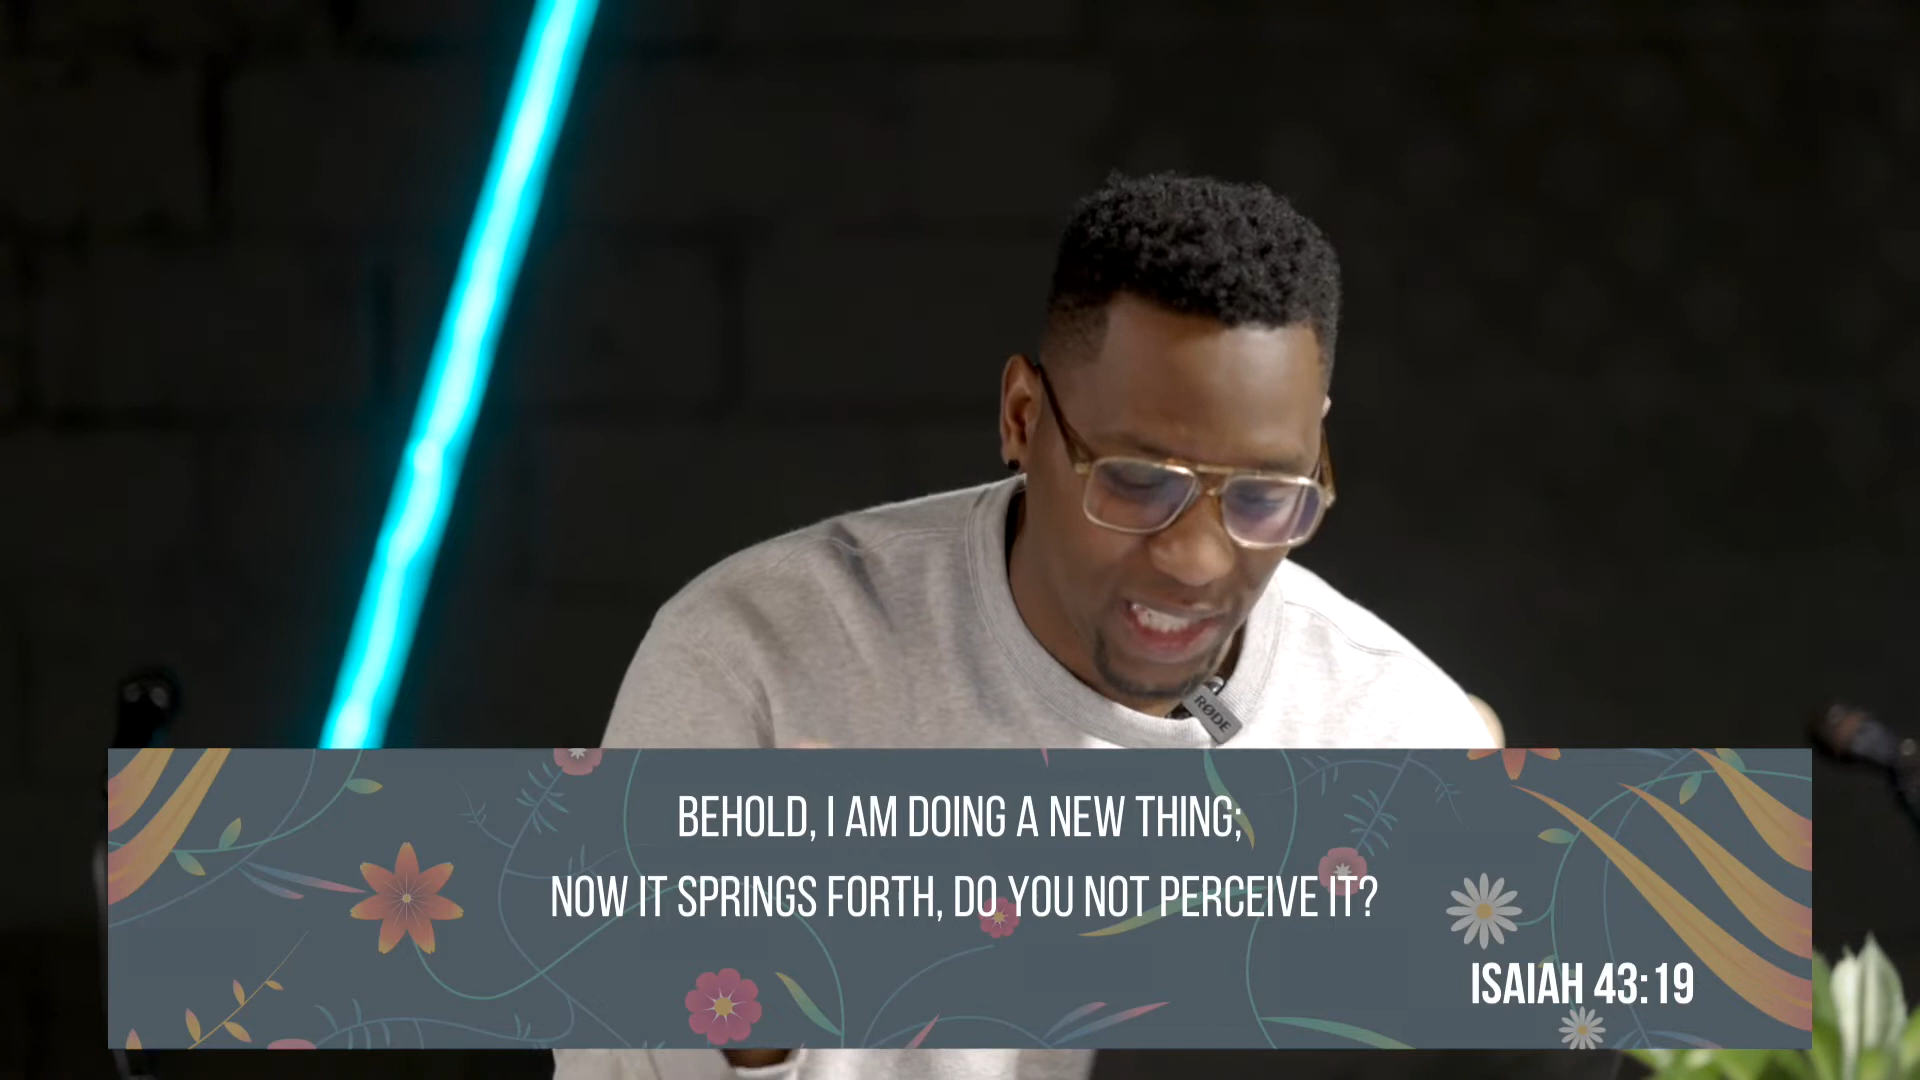 RØDE
BEHOLD, I AM DOING A NEW THING;
NOW IT SPRINGS FORTH, DO YOU NOT PERCEIVE IT?
ISAIAH 43:19